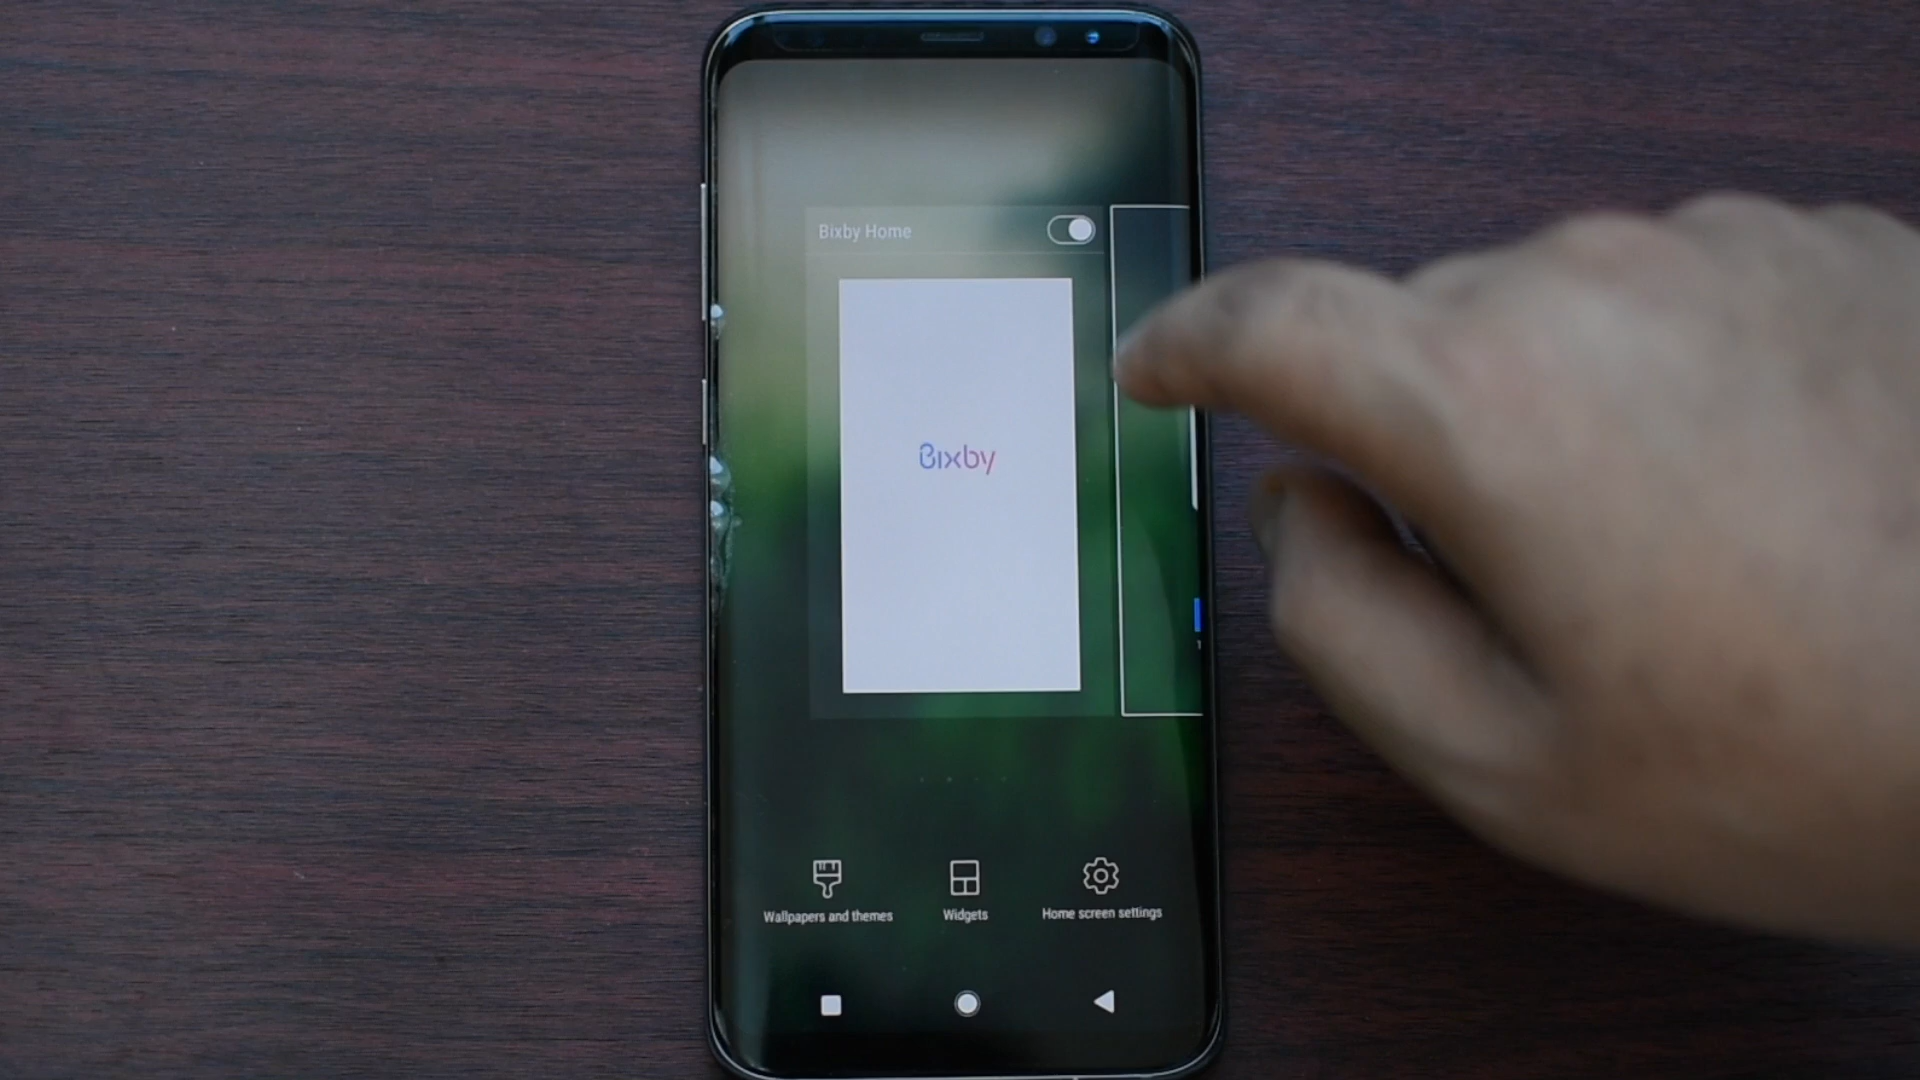 Bixby Home
Bixby
Wallpapers and themes
Widgets
Home screen settings